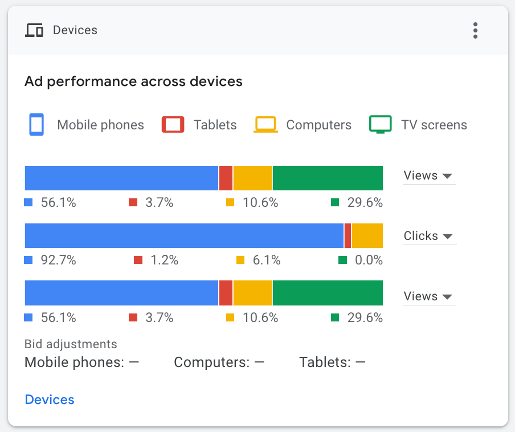 Devices
Ad performance across devices
Mobile phones Tablets Computers TV screens
Views
56.1% 3.7% 10.6% 29.6%
Clicks
92.7% 1.2% 6.1% 0.0%
Views
56.1% 3.7% 10.6% 29.6%
Bid adjustments
Mobile phones: — Computers: — Tablets: —
Devices